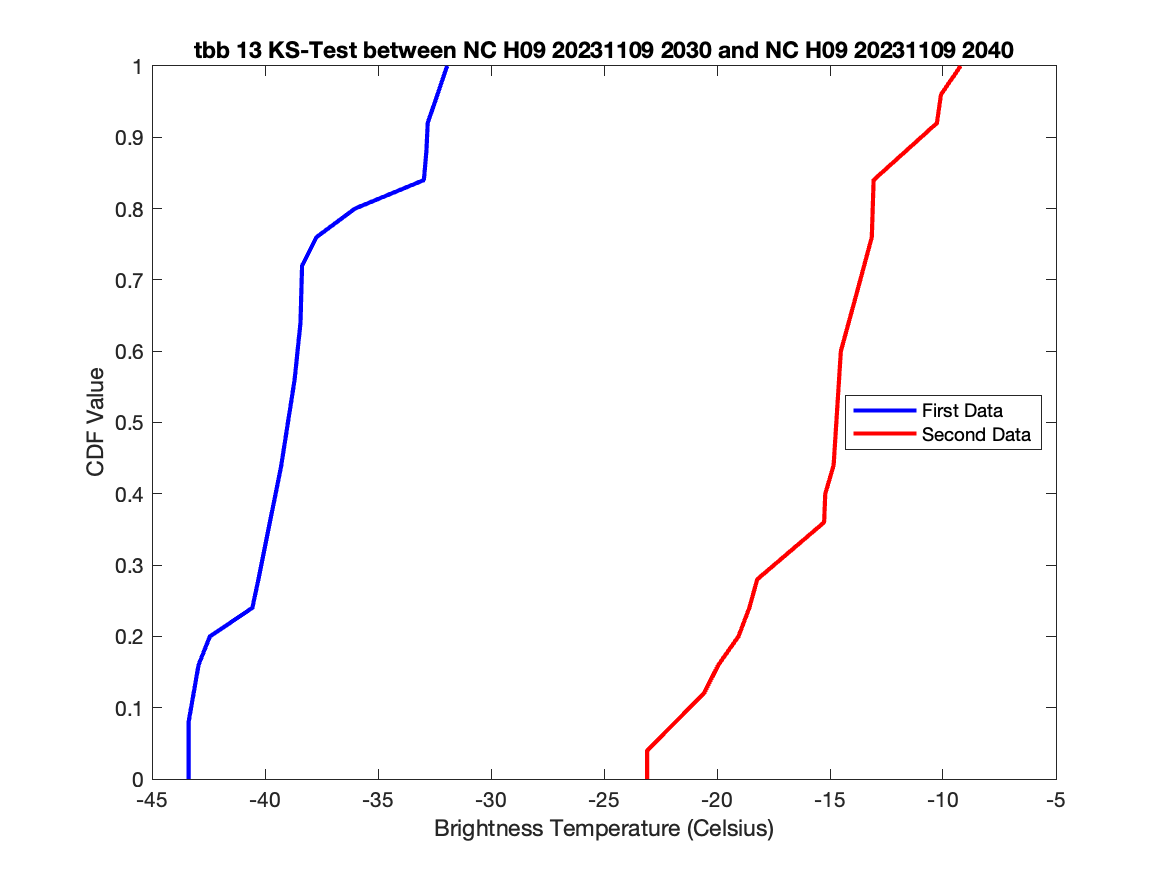 tbb 13 KS-Test between NC H09 20231109 2030 and NC H09 20231109 2040
1
0.9
0.8
0.7
0.6
0.5
0.4
0.3
0.2
0.1
0
CDF Value
First Data
Second Data
-45 -40 -35 -30 -25 -20 -15 -10 -5
Brightness Temperature (Celsius)